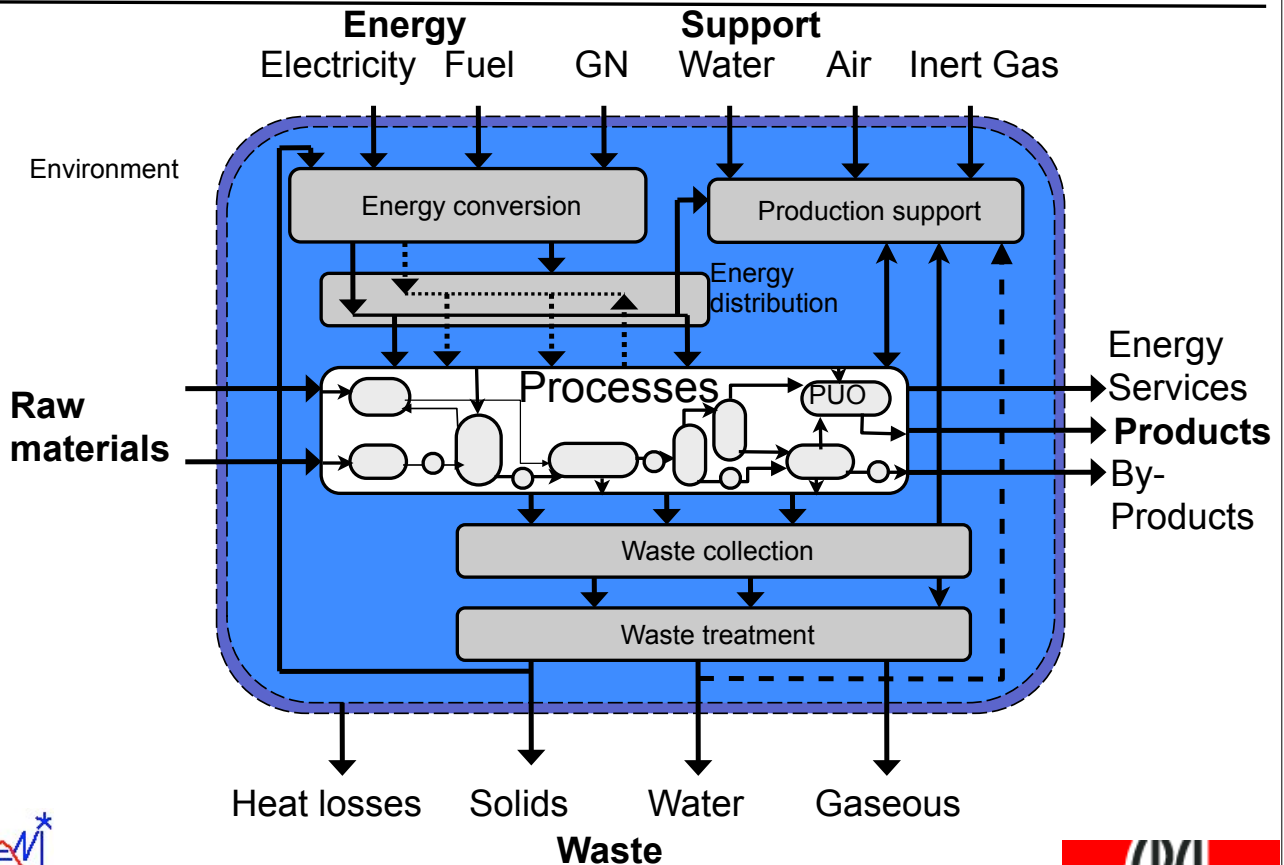 Energy Support
Electricity Fuel GN Water Air Inert Gas
Environment
Energy conversion
Production support
Energy
distribution
Processes
PUO
Raw
materials
Energy
Services
Products
By-
Products
Waste collection
Waste treatment
Heat losses Solids Water Gaseous
Waste